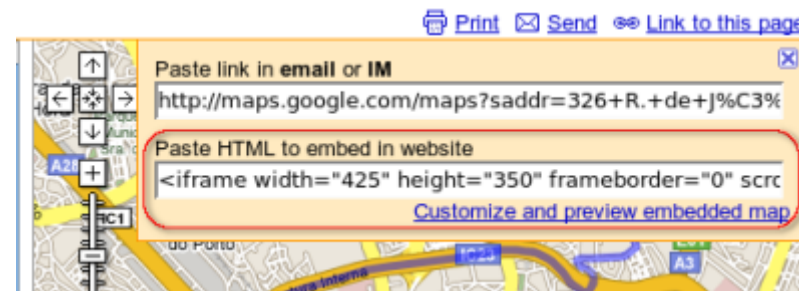 Print Send Link to this page
Paste link in email or IM
http://maps.google.com/maps?saddr=326+R.+de+J%C3%
Paste HTML to embed in website
<iframe width="425" height="350" frameborder="0" scrc
Customize and preview embedded map
A28
IC1
do Porto
IC23
A3
Interna